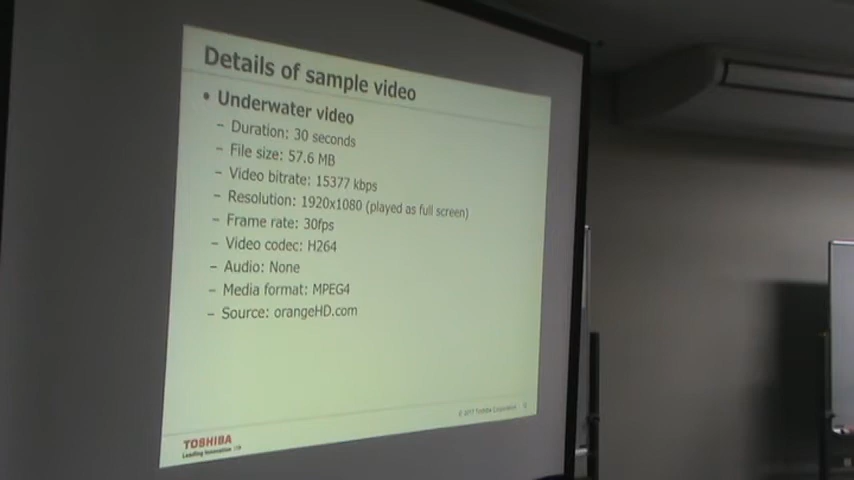 Details of sample video
• Underwater video
– Duration: 30 seconds
– File size: 57.6 MB
– Video bitrate: 15377 kbps
– Resolution: 1920x1080 (played as full screen)
– Frame rate: 30fps
– Video codec: H264
– Audio: None
– Media format: MPEG4
– Source: orangeHD.com
Toshiba Corporation
TOSHIBA
Leading Innovation